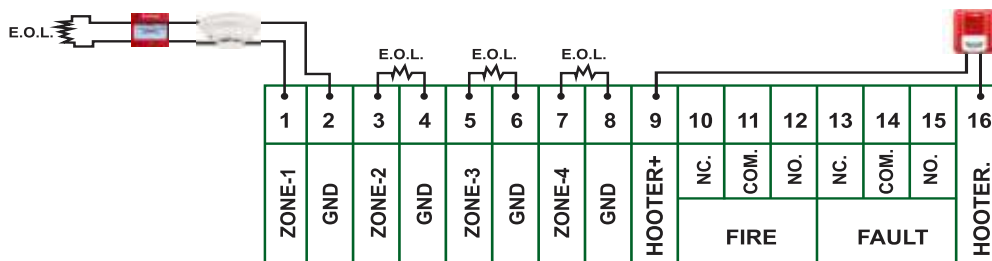 E.O.L.
E.O.L. E.O.L. E.O.L.
1 2 3 4 5 6 7 8 9 10 11 12 13 14 15 16
ZONE-1 GND ZONE-2 GND ZONE-3 GND ZONE-4 GND HOOTER+ NC. COM. NO. NC. COM. NO. HOOTER.
FIRE FAULT